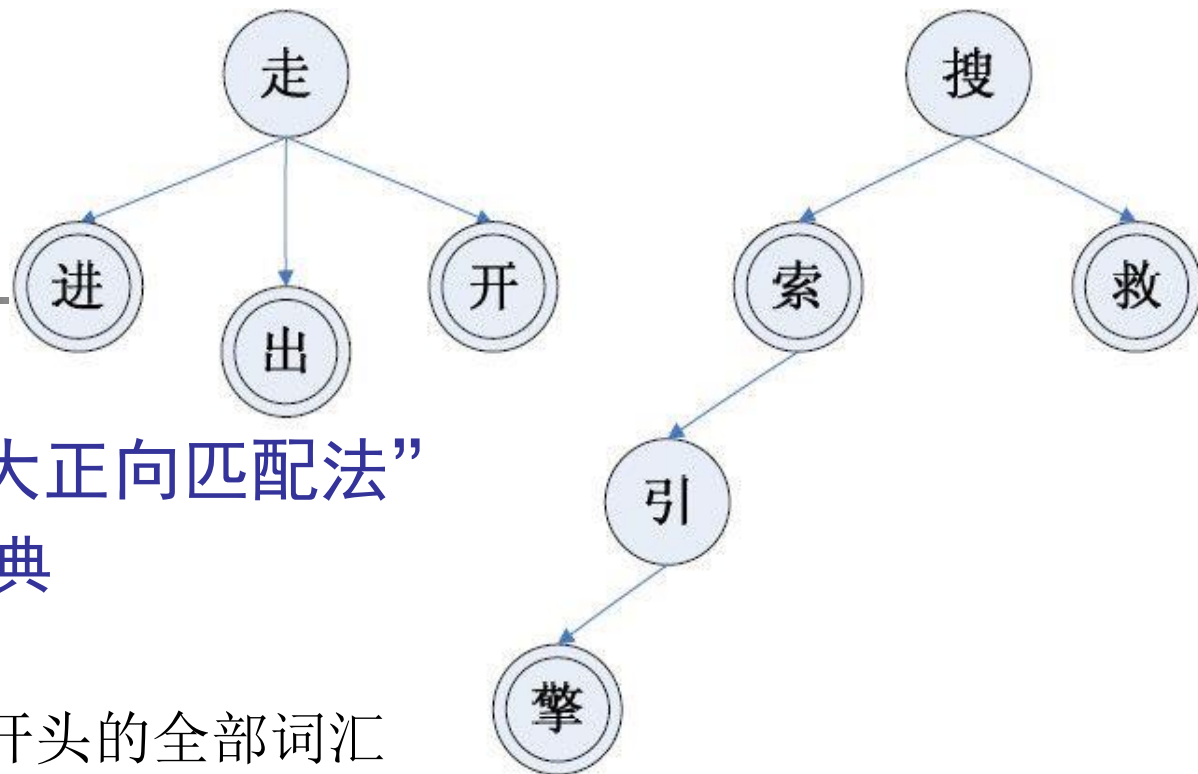 走 搜
进 开 索 救
出
大正向匹配法”
引
典
擎
开头的全部词汇